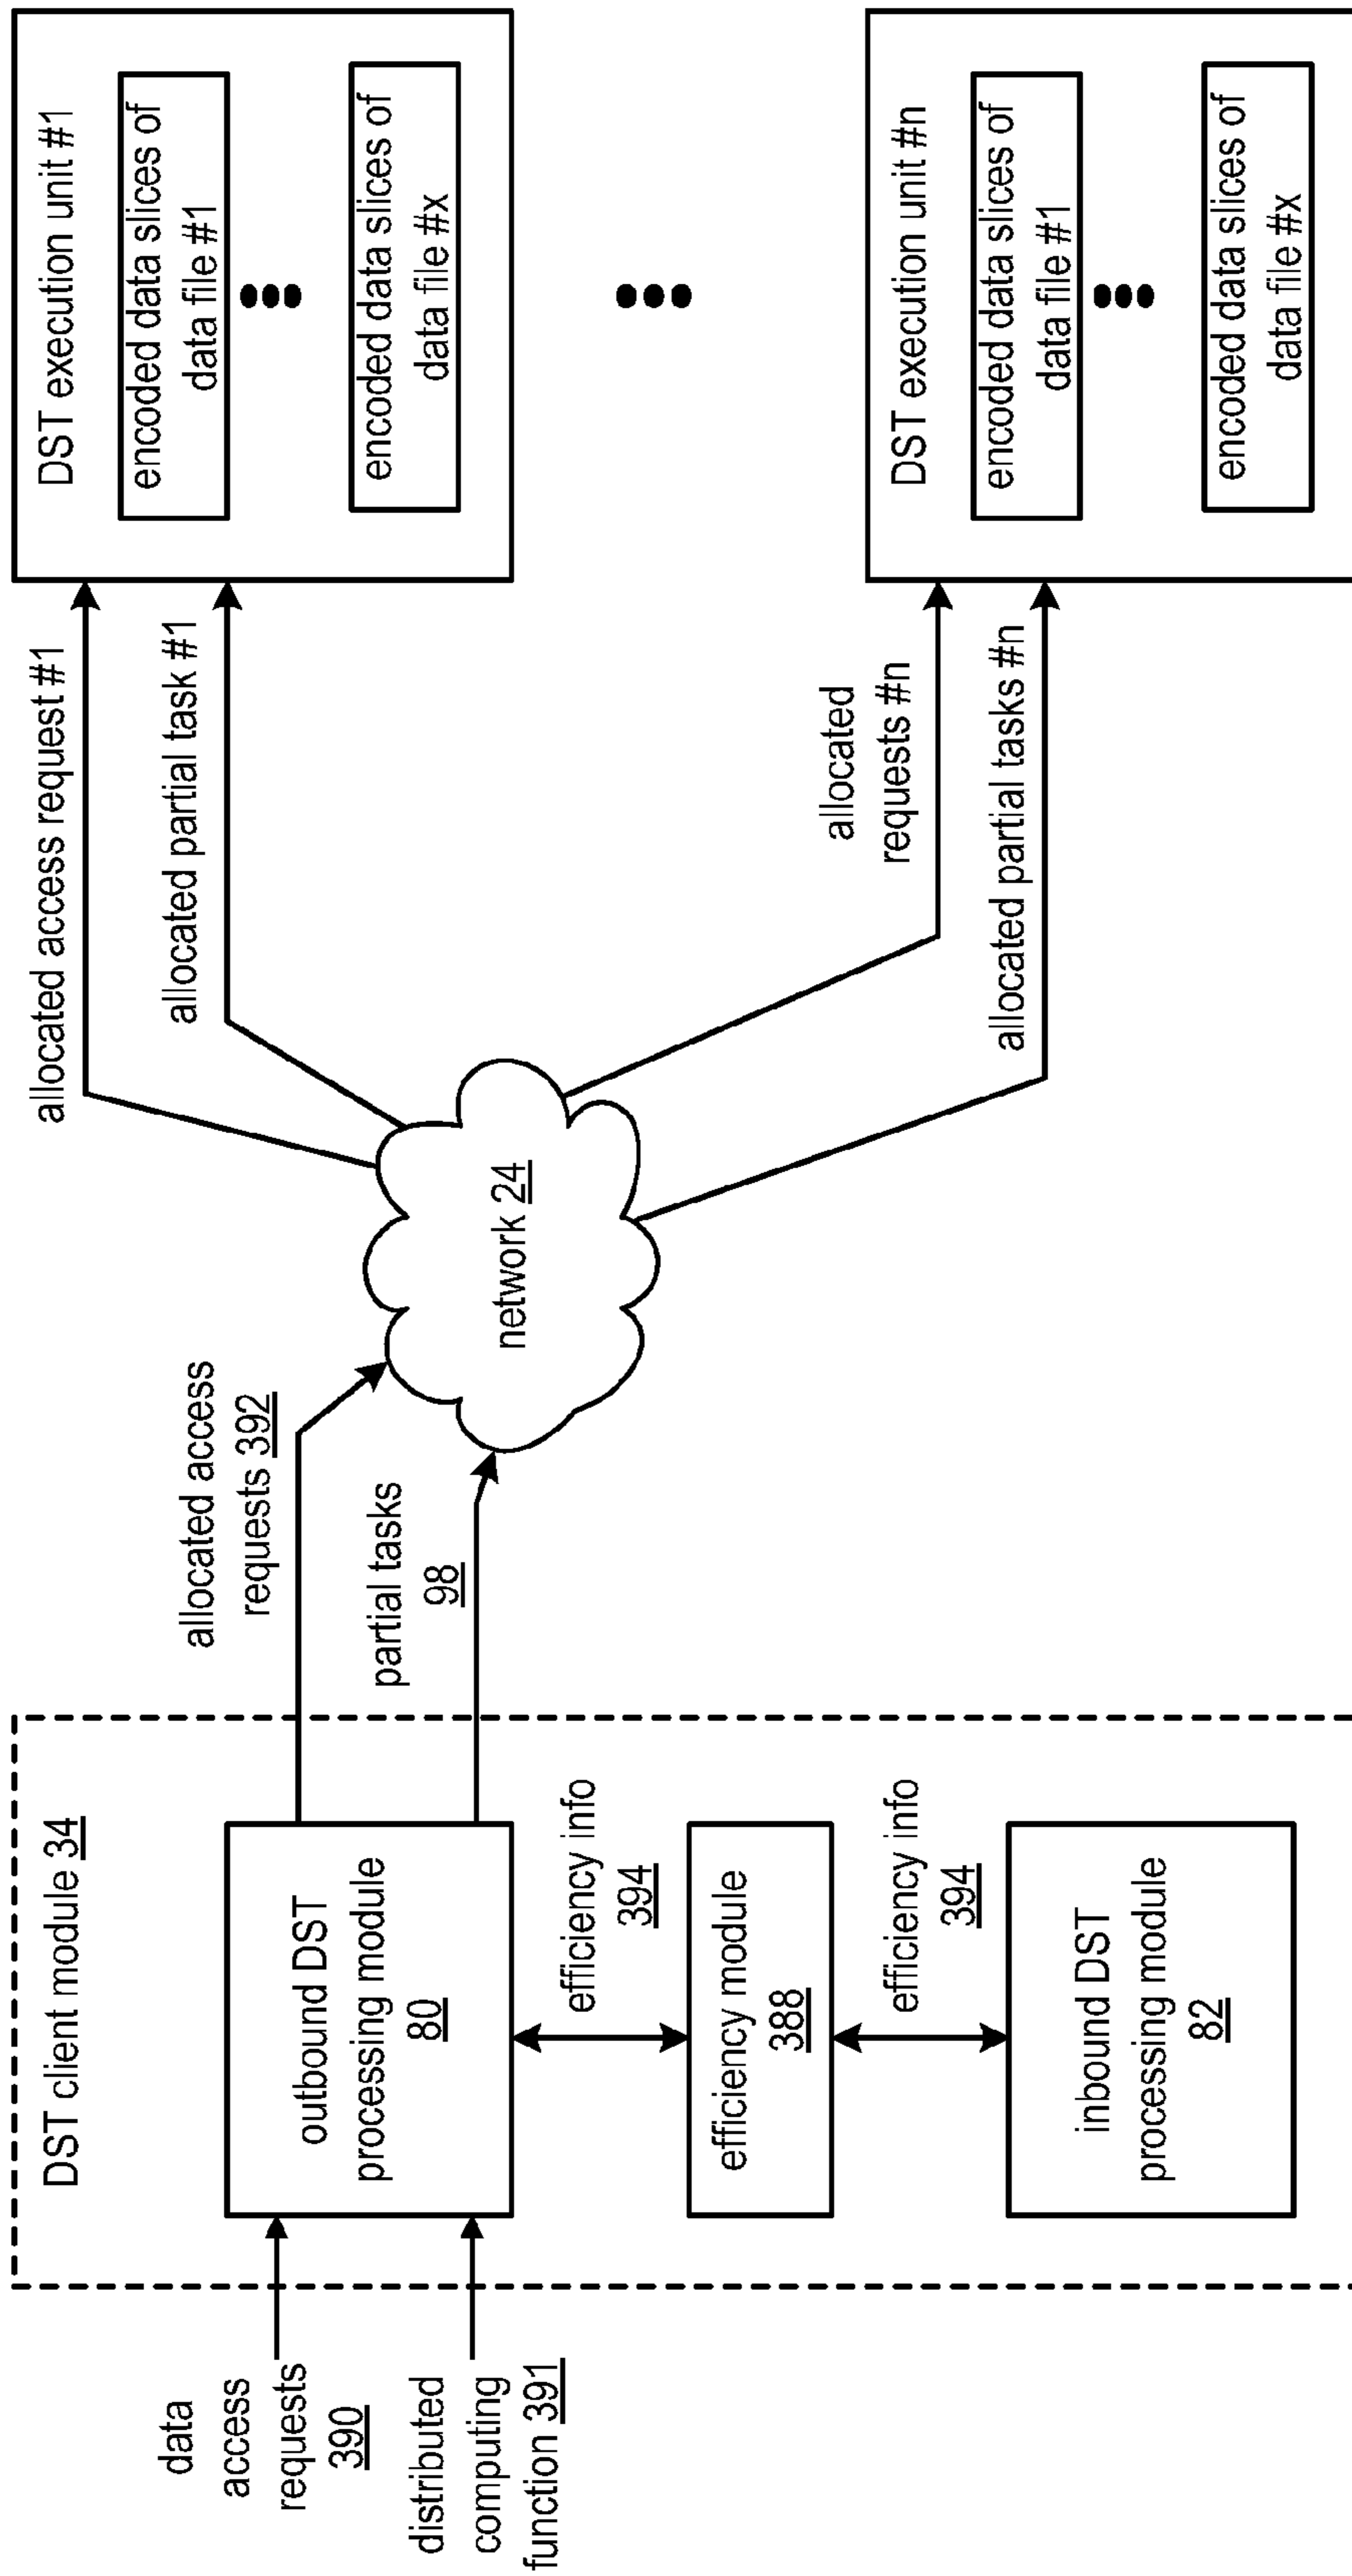 data
access
requests
390
distributed
computing
function 391
DST client module 34
outbound DST
processing module
80
efficiency info
394
efficiency module
388
efficiency info
394
inbound DST
processing module
82
allocated access
requests 392
partial tasks
98
network 24
allocated access request #1
allocated partial task #1
allocated
requests #n
allocated partial tasks #n
DST execution unit #1
encoded data slices of
data file #1
encoded data slices of
data file #x
DST execution unit #n
encoded data slices of
data file #1
encoded data slices of
data file #x